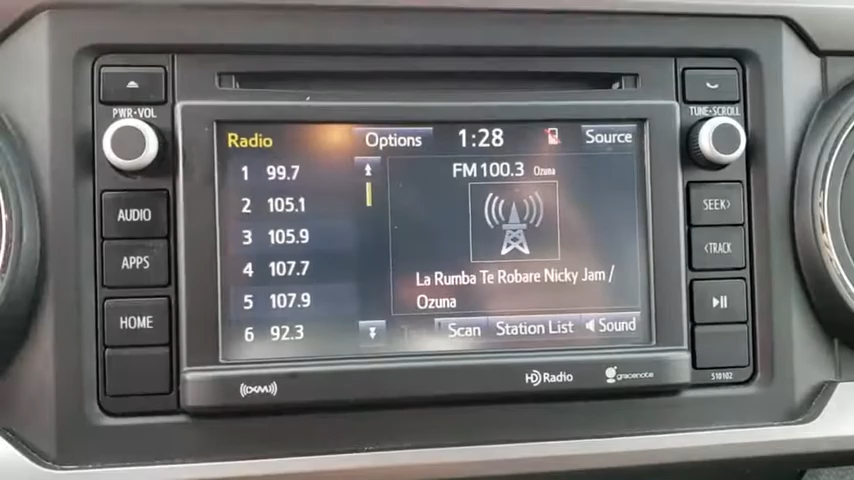 PWR•VOL
TUNE•SCROLL
Radio
Options
1:28
Source
1 99.7
2 105.1
3 105.9
4 107.7
5 107.9
6 92.3
FM100.3 Ozuna
La Rumba Te Robare Nicky Jam /
Ozuna
Scan
Station List
Sound
AUDIO
APPS
HOME
SEEK>
<TRACK
((XM))
HD Radio
gracenote
510102